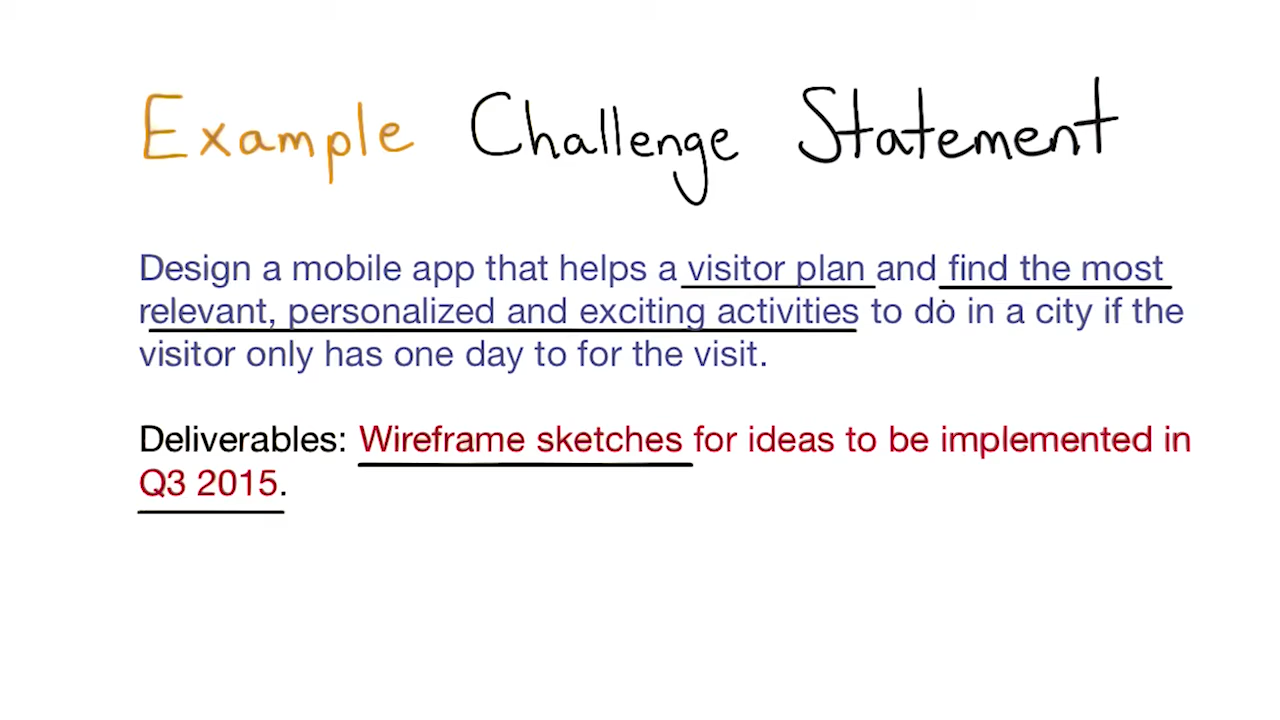 Example Challenge Statement
Design a mobile app that helps a visitor plan and find the most
relevant, personalized and exciting activities to do in a city if the
visitor only has one day to for the visit.
Deliverables: Wireframe sketches for ideas to be implemented in
Q3 2015.